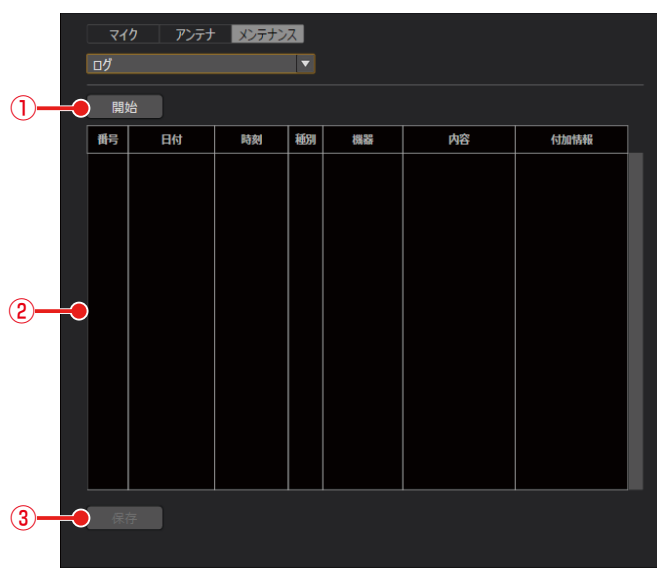 マイク アンテナ メンテナンス
ログ
① 開始
番号 日付 時刻 種別 機器 内容 付加情報
②
③ 保存